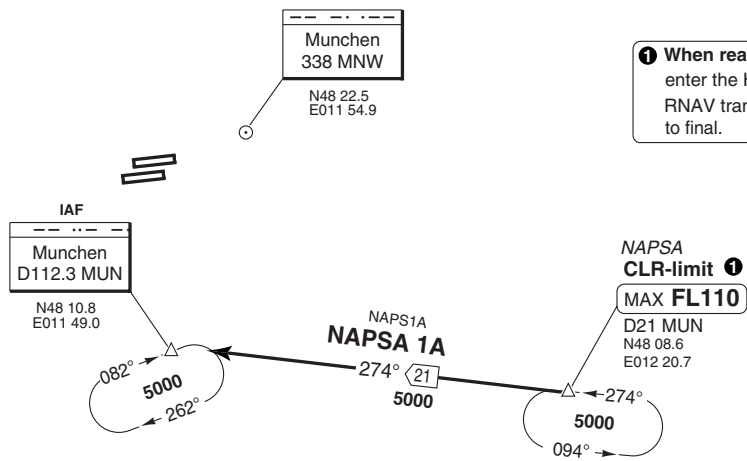 Munchen
338 MNW
N48 22.5
E011 54.9
❶ When rea
enter the H
RNAV tran
to final.
IAF
Munchen
D112.3 MUN
N48 10.8
E011 49.0
NAPSA
CLR-limit ❶
MAX FL110
D21 MUN
N48 08.6
E012 20.7
NAPS1A
NAPSA 1A
274° 21
5000
082°
5000
262°
274°
5000
094°